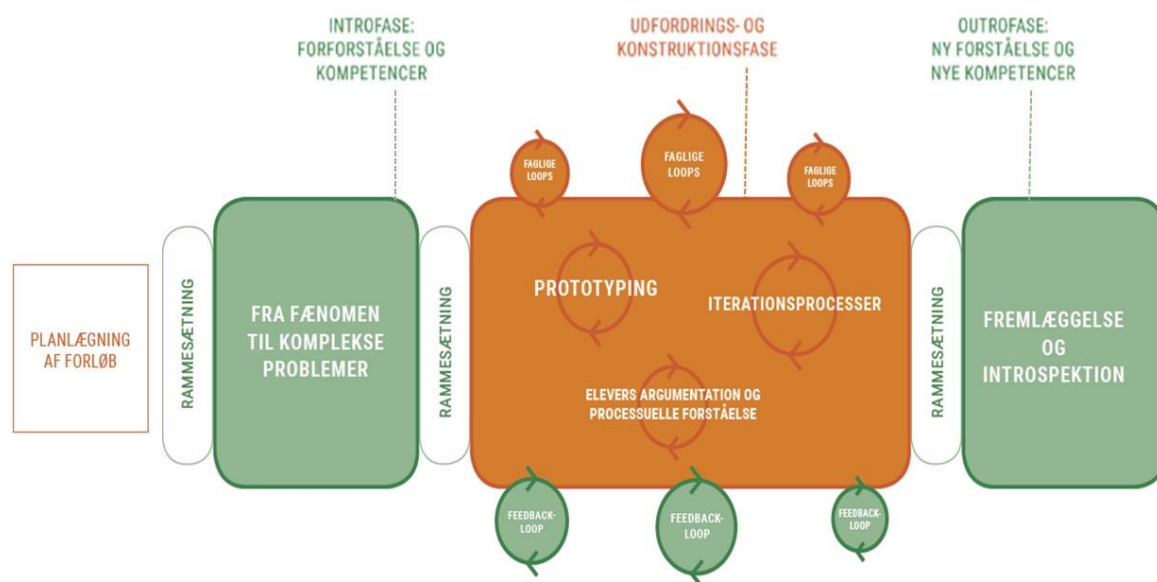 INTROFASE:
FORFORSTÅELSE OG
KOMPETENCER
UDFORDRINGS- OG
KONSTRUKTIONSFASE
OUTROFASE:
NY FORSTÅELSE OG
NYE KOMPETENCER
FAGLIGE
LOOPS
FAGLIGE
LOOPS
FAGLIGE
LOOPS
PLANLÆGNING
AF FORLØB
RAMMESÆTNING
FRA FÆNOMEN
TIL KOMPLEKSE
PROBLEMER
RAMMESÆTNING
PROTOTYPING
ITERATIONSPROCESSER
ELEVERS ARGUMENTATION OG
PROCESSUELLE FORSTÅELSE
RAMMESÆTNING
FREMLÆGGELSE
OG
INTROSPEKTION
FEEDBACK-
LOOP
FEEDBACK-
LOOP
FEEDBACK-
LOOP